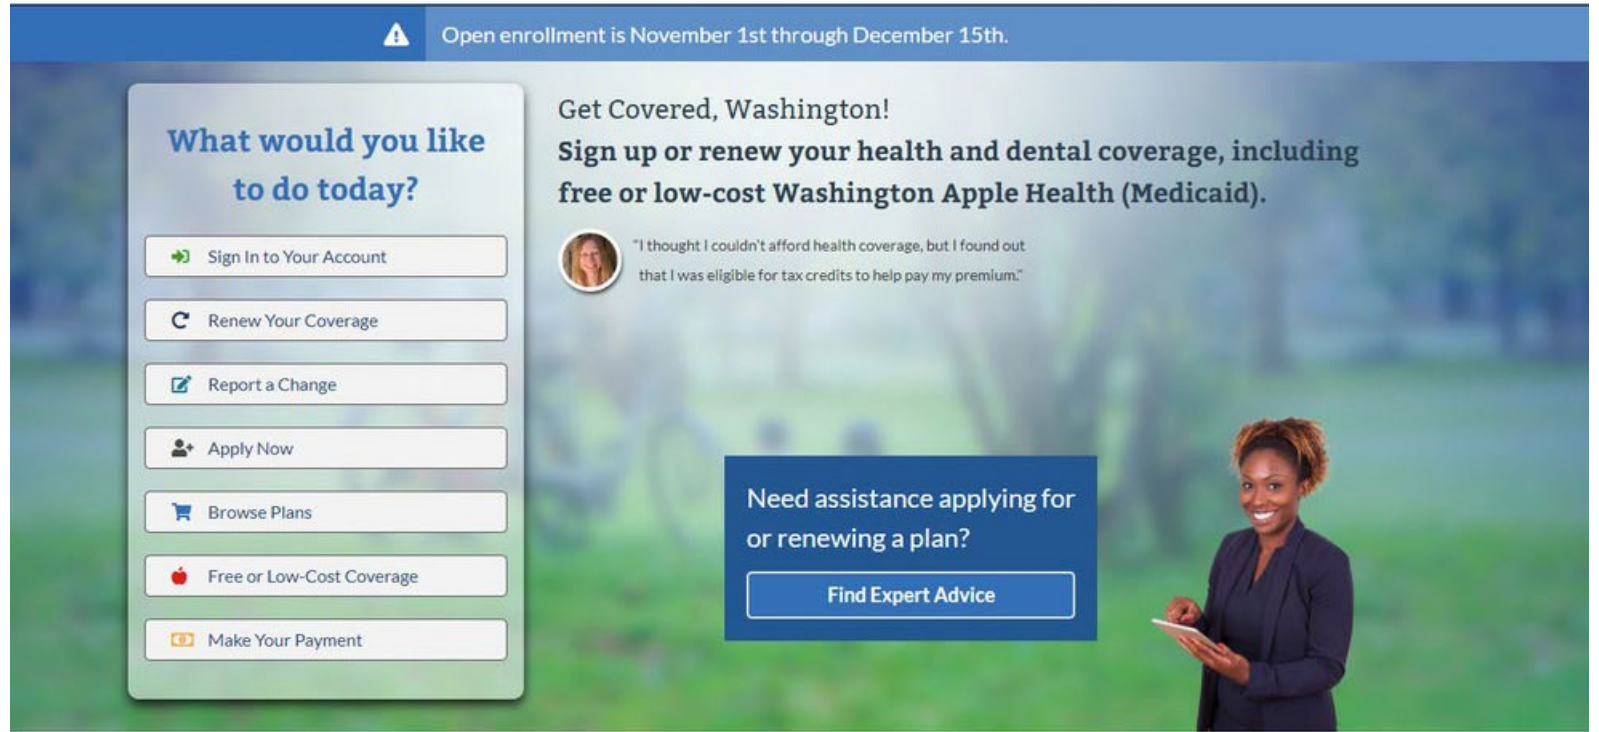 Open enrollment is November 1st through December 15th.
What would you like
to do today?
Sign In to Your Account
Renew Your Coverage
Report a Change
Apply Now
Browse Plans
Free or Low-Cost Coverage
Make Your Payment
Get Covered, Washington!
Sign up or renew your health and dental coverage, including
free or low-cost Washington Apple Health (Medicaid).
"I thought I couldn't afford health coverage, but I found out
that I was eligible for tax credits to help pay my premium."
Need assistance applying for
or renewing a plan?
Find Expert Advice